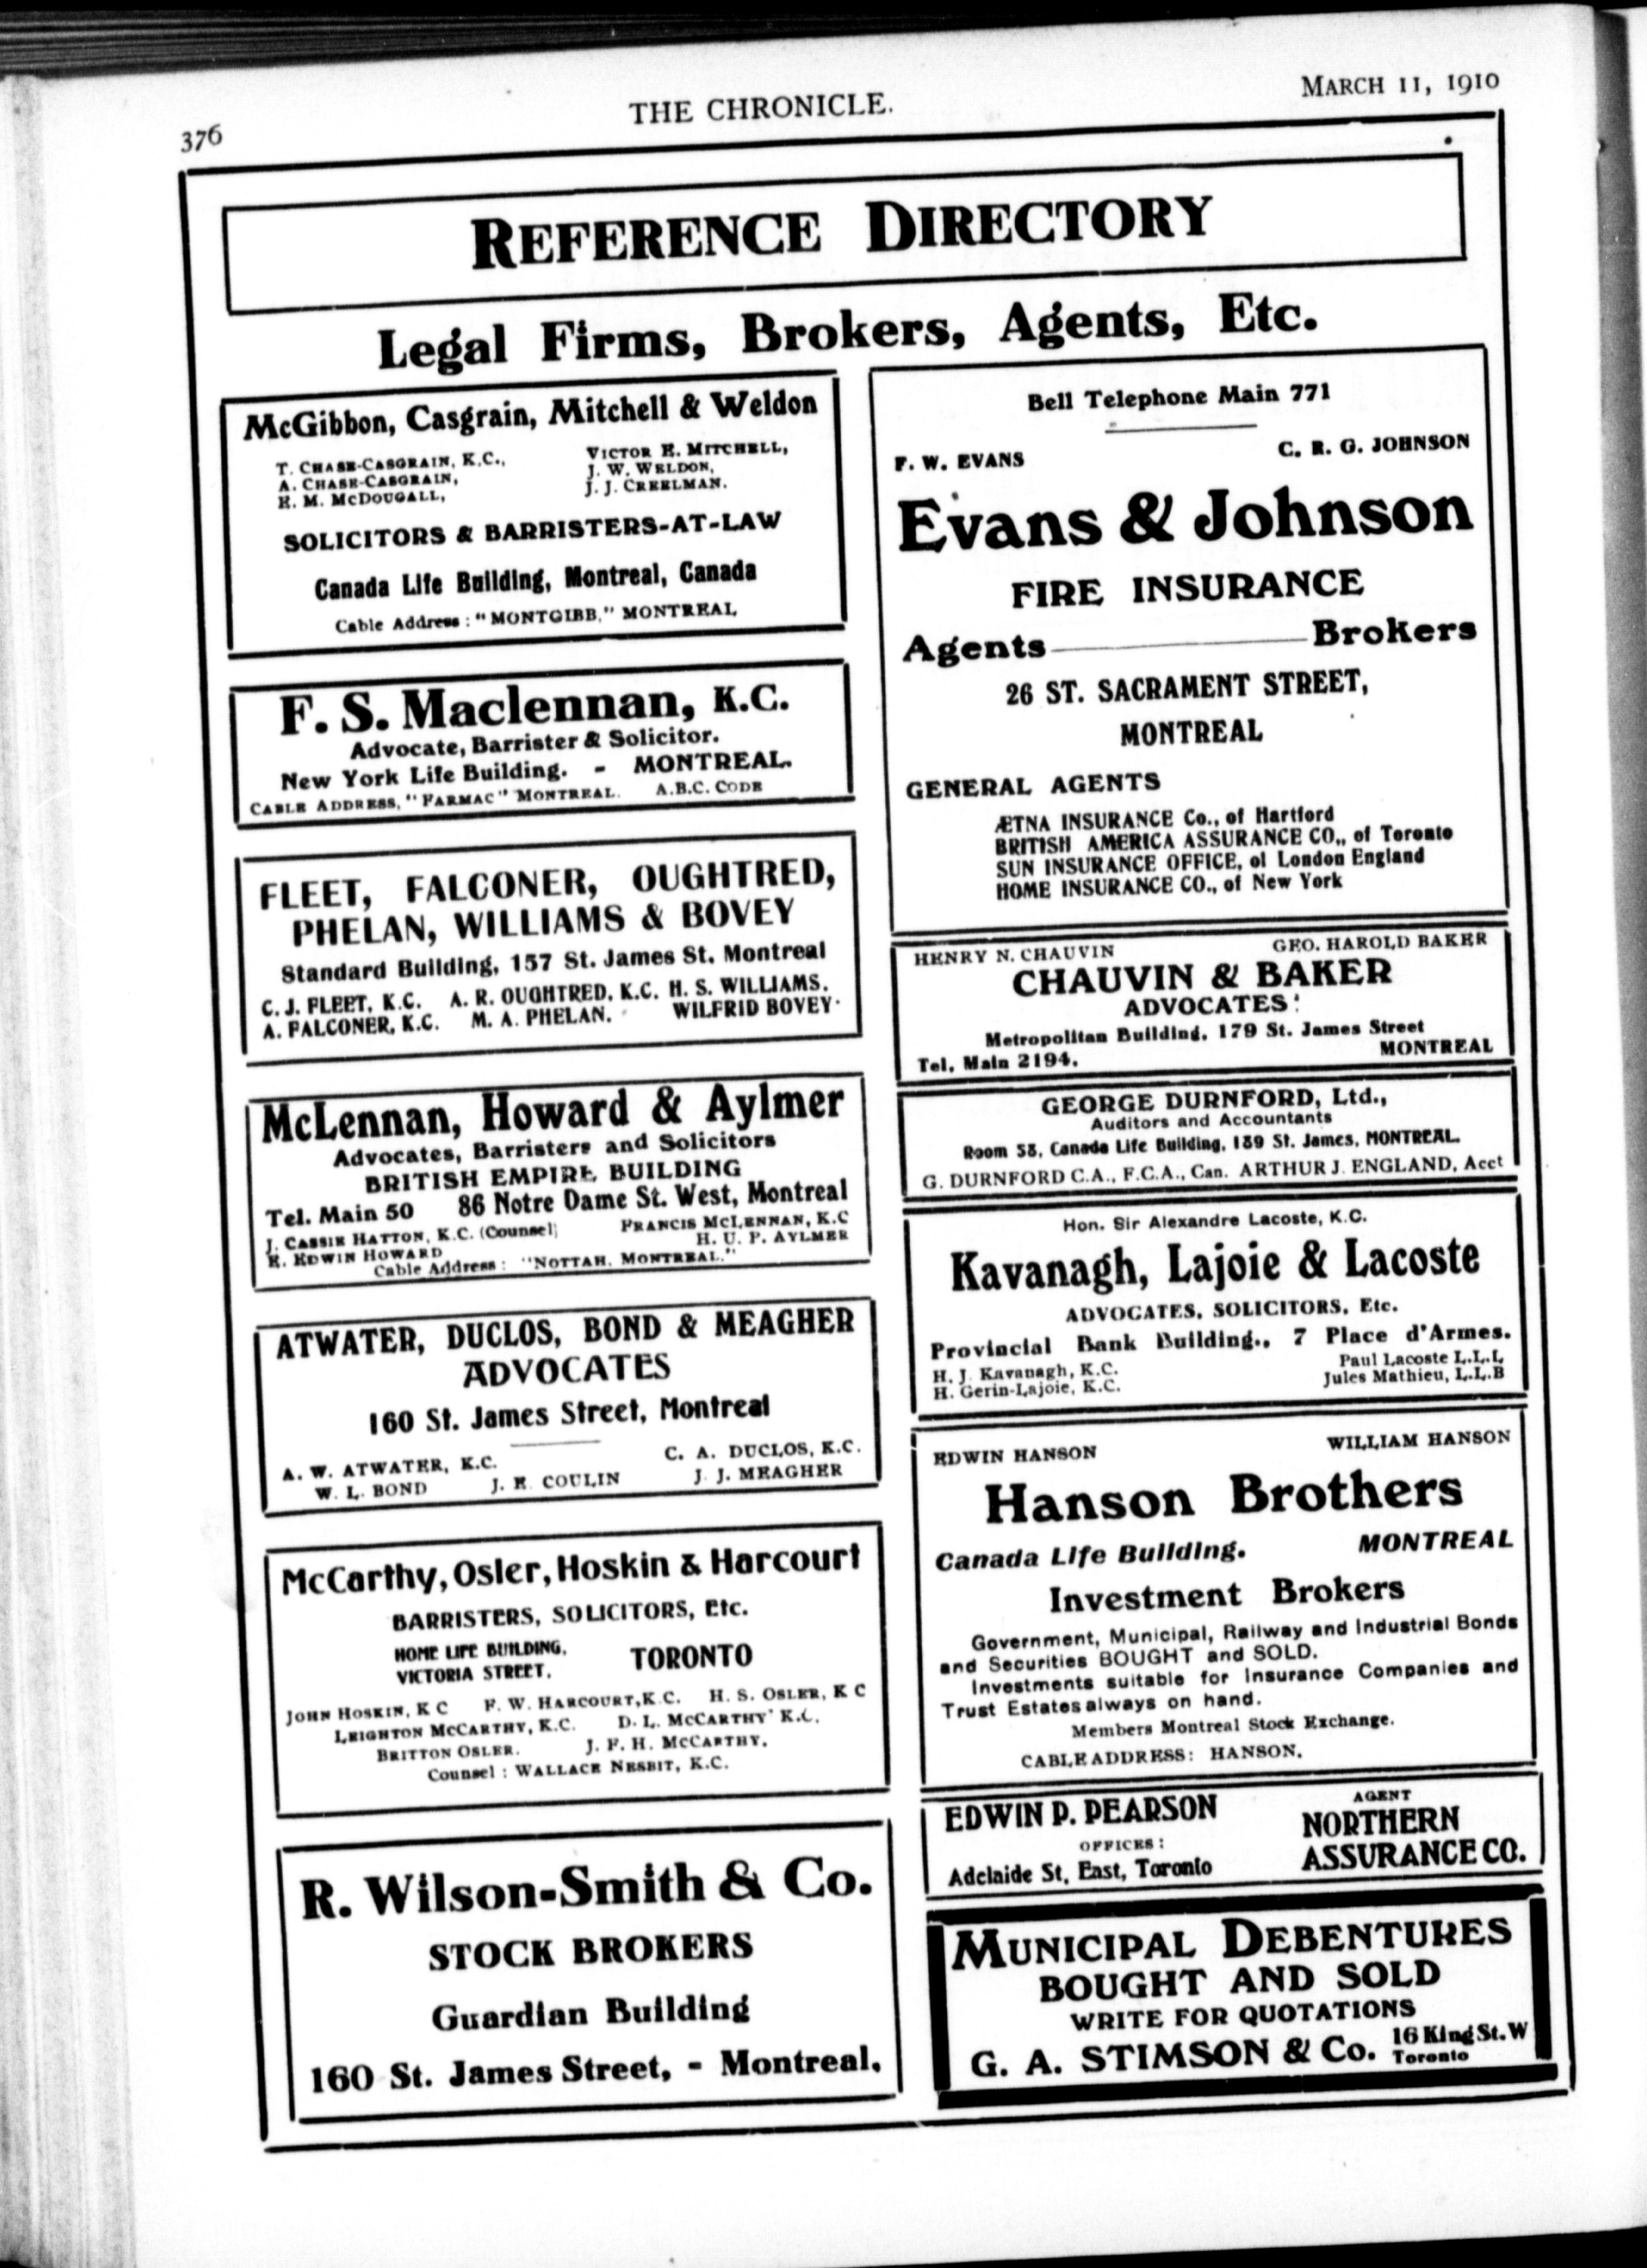 376
THE CHRONICLE.
MARCH 11, 1910
REFERENCE DIRECTORY
Legal Firms, Brokers, Agents, Etc.
McGibbon, Casgrain, Mitchell & Weldon
T. CHASE-CASGRAIN, K.C., VICTOR E. MITCHELL,
A. CHASE-CASGRAIN, J. W. WELDON,
E. M. MCDOUGALL, J. J. CREELMAN.
SOLICITORS & BARRISTERS-AT-LAW
Canada Life Building, Montreal, Canada
Cable Address : "MONTGIBB," MONTREAL
F. S. Maclennan, K.C.
Advocate, Barrister & Solicitor.
New York Life Building. - MONTREAL.
CABLE ADDRESS, "FARMAC" MONTREAL. A.B.C. CODE
FLEET, FALCONER, OUGHTRED,
PHELAN, WILLIAMS & BOVEY
Standard Building, 157 St. James St. Montreal
C. J. FLEET, K.C. A. R. OUGHTRED, K.C. H. S. WILLIAMS.
A. FALCONER, K.C. M. A. PHELAN. WILFRID BOVEY.
McLennan, Howard & Aylmer
Advocates, Barristers and Solicitors
BRITISH EMPIRE BUILDING
Tel. Main 50 86 Notre Dame St. West, Montreal
J. CASSIE HATTON, K.C. (Counsel) FRANCIS MCLENNAN, K.C
E. EDWIN HOWARD H. U. P. AYLMER
Cable Address : "NOTTAH, MONTREAL."
ATWATER, DUCLOS, BOND & MEAGHER
ADVOCATES
160 St. James Street, Montreal
A. W. ATWATER, K.C. C. A. DUCLOS, K.C.
W. L. BOND J. E. COULIN J. J. MEAGHER
McCarthy, Osler, Hoskin & Harcourt
BARRISTERS, SOLICITORS, Etc.
HOME LIFE BUILDING,
VICTORIA STREET, TORONTO
JOHN HOSKIN, K C F. W. HARCOURT, K.C. H. S. OSLER, K C
LEIGHTON MCCARTHY, K.C. D. L. MCCARTHY, K.C.
BRITTON OSLER. J. F. H. MCCARTHY.
Counsel : WALLACE NESBIT, K.C.
R. Wilson-Smith & Co.
STOCK BROKERS
Guardian Building
160 St. James Street, - Montreal,
Bell Telephone Main 771
F. W. EVANS C. R. G. JOHNSON
Evans & Johnson
FIRE INSURANCE
Agents Brokers
26 ST. SACRAMENT STREET,
MONTREAL
GENERAL AGENTS
ÆTNA INSURANCE Co., of Hartford
BRITISH AMERICA ASSURANCE CO., of Toronto
SUN INSURANCE OFFICE, of London England
HOME INSURANCE CO., of New York
HENRY N. CHAUVIN GEO. HAROLD BAKER
CHAUVIN & BAKER
ADVOCATES
Metropolitan Building, 179 St. James Street
Tel. Main 2194. MONTREAL
GEORGE DURNFORD, Ltd.,
Auditors and Accountants
Room 58, Canada Life Building, 189 St. James, MONTREAL.
G. DURNFORD C.A., F.C.A., Can. ARTHUR J. ENGLAND, Acct
Hon. Sir Alexandre Lacoste, K.C.
Kavanagh, Lajoie & Lacoste
ADVOCATES, SOLICITORS, Etc.
Provincial Bank Building., 7 Place d'Armes.
H. J. Kavanagh, K.C. Paul Lacoste L.L.L
H. Gerin-Lajoie, K.C. Jules Mathieu, L.L.B
EDWIN HANSON WILLIAM HANSON
Hanson Brothers
Canada Life Building. MONTREAL
Investment Brokers
Government, Municipal, Railway and Industrial Bonds
and Securities BOUGHT and SOLD.
Investments suitable for Insurance Companies and
Trust Estates always on hand.
Members Montreal Stock Exchange.
CABLE ADDRESS: HANSON.
EDWIN P. PEARSON
OFFICES :
Adelaide St, East, Toronto
AGENT
NORTHERN
ASSURANCE CO.
MUNICIPAL DEBENTURES
BOUGHT AND SOLD
WRITE FOR QUOTATIONS
G. A. STIMSON & Co. 16 King St. W
Toronto